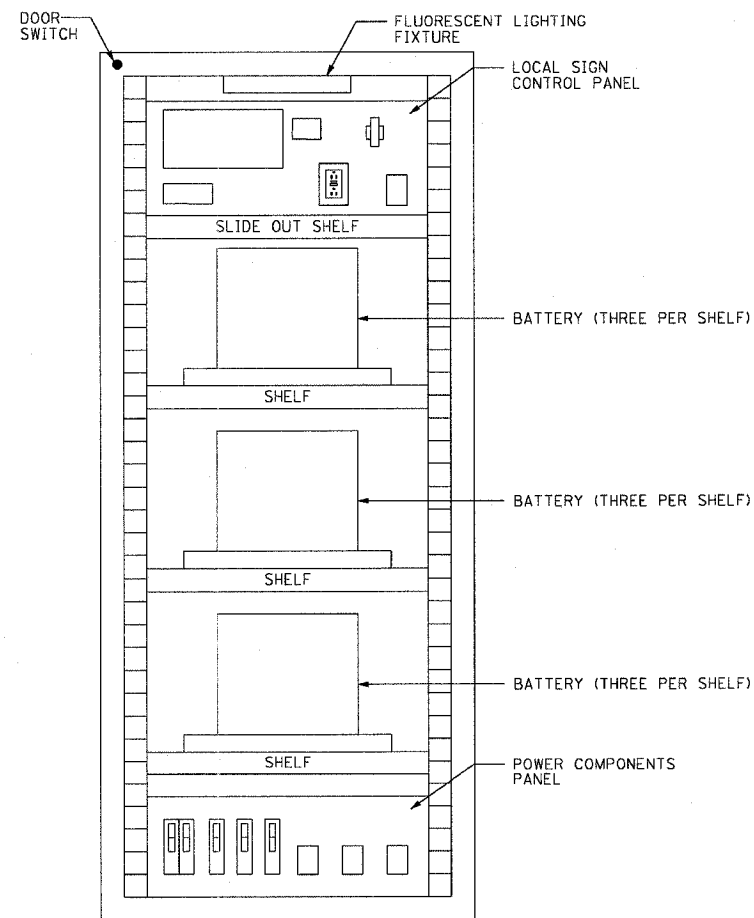 DOOR
SWITCH
FLUORESCENT LIGHTING
FIXTURE
LOCAL SIGN
CONTROL PANEL
SLIDE OUT SHELF
BATTERY (THREE PER SHELF)
SHELF
BATTERY (THREE PER SHELF)
SHELF
BATTERY (THREE PER SHELF)
SHELF
POWER COMPONENTS
PANEL